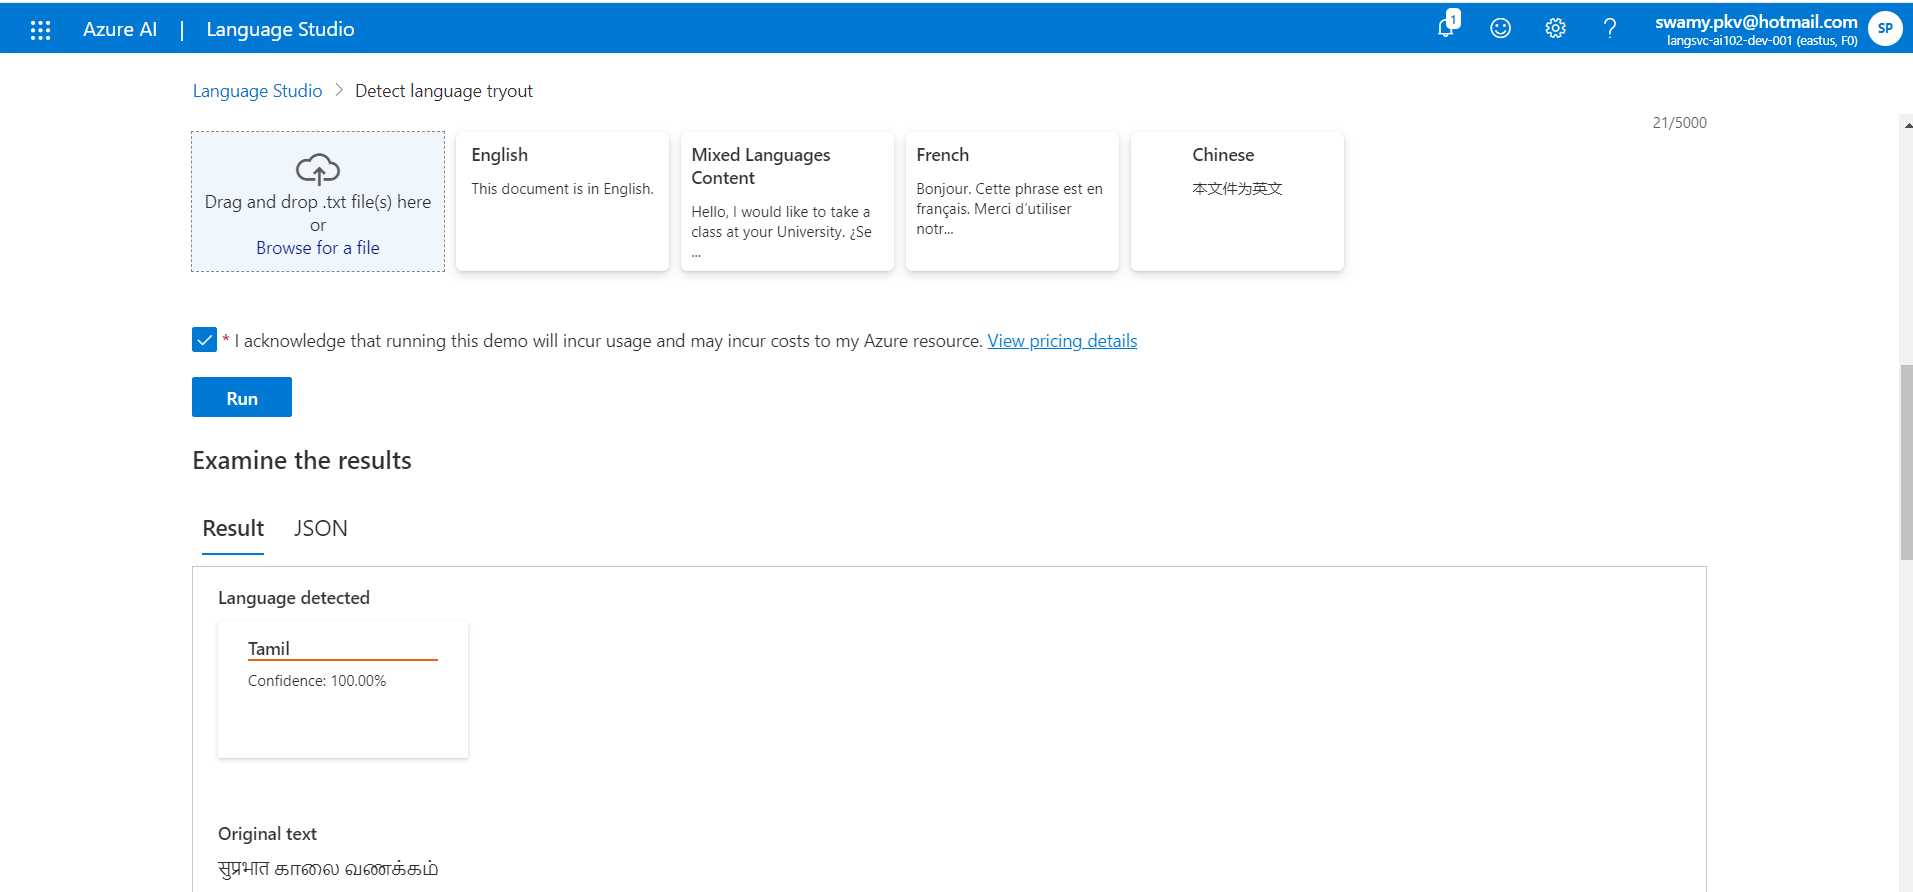 Azure AI | Language Studio
1
?
swamy.pkv@hotmail.com
langsvc-ai102-dev-001 (eastus, F0)
SP
Language Studio > Detect language tryout
21/5000
Drag and drop .txt file(s) here
or
Browse for a file
English
This document is in English.
Mixed Languages
Content
Hello, I would like to take a
class at your University. ¿Se
...
French
Bonjour. Cette phrase est en
français. Merci d’utiliser
notr...
Chinese
本文件为英文
* I acknowledge that running this demo will incur usage and may incur costs to my Azure resource. View pricing details
Run
Examine the results
Result JSON
Language detected
Tamil
Confidence: 100.00%
Original text
सुप्रभात காலை வணக்கம்